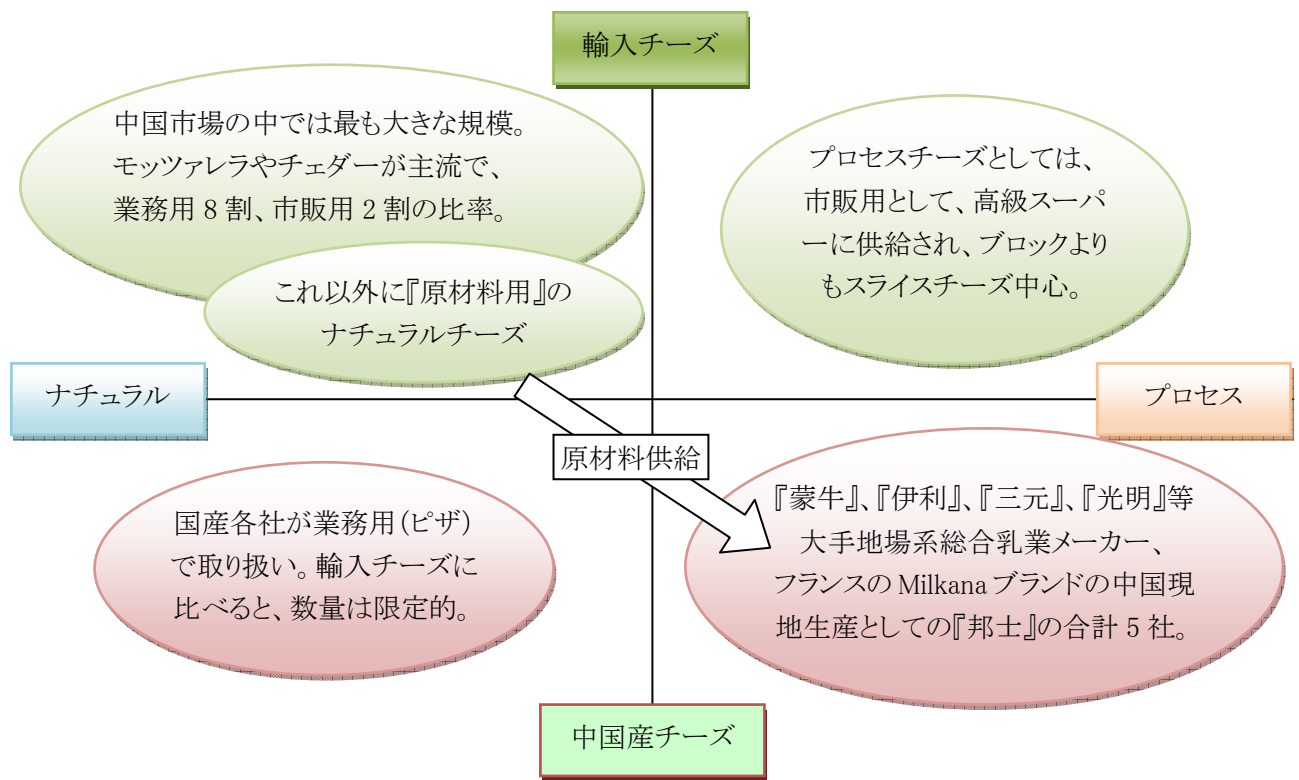 輸入チーズ
中国市場の中では最も大きな規模。
モッツァレラやチェダーが主流で、
業務用 8 割、市販用 2 割の比率。
プロセスチーズとしては、
市販用として、高級スーパ
ーに供給され、ブロックより
もスライスチーズ中心。
これ以外に『原材料用』の
ナチュラルチーズ
ナチュラル
プロセス
原材料供給
国産各社が業務用(ピザ)
で取り扱い。輸入チーズに
比べると、数量は限定的。
『蒙牛』、『伊利』、『三元』、『光明』等
大手地場系総合乳業メーカー、
フランスの Milkana ブランドの中国現
地生産としての『邦士』の合計 5 社。
中国産チーズ